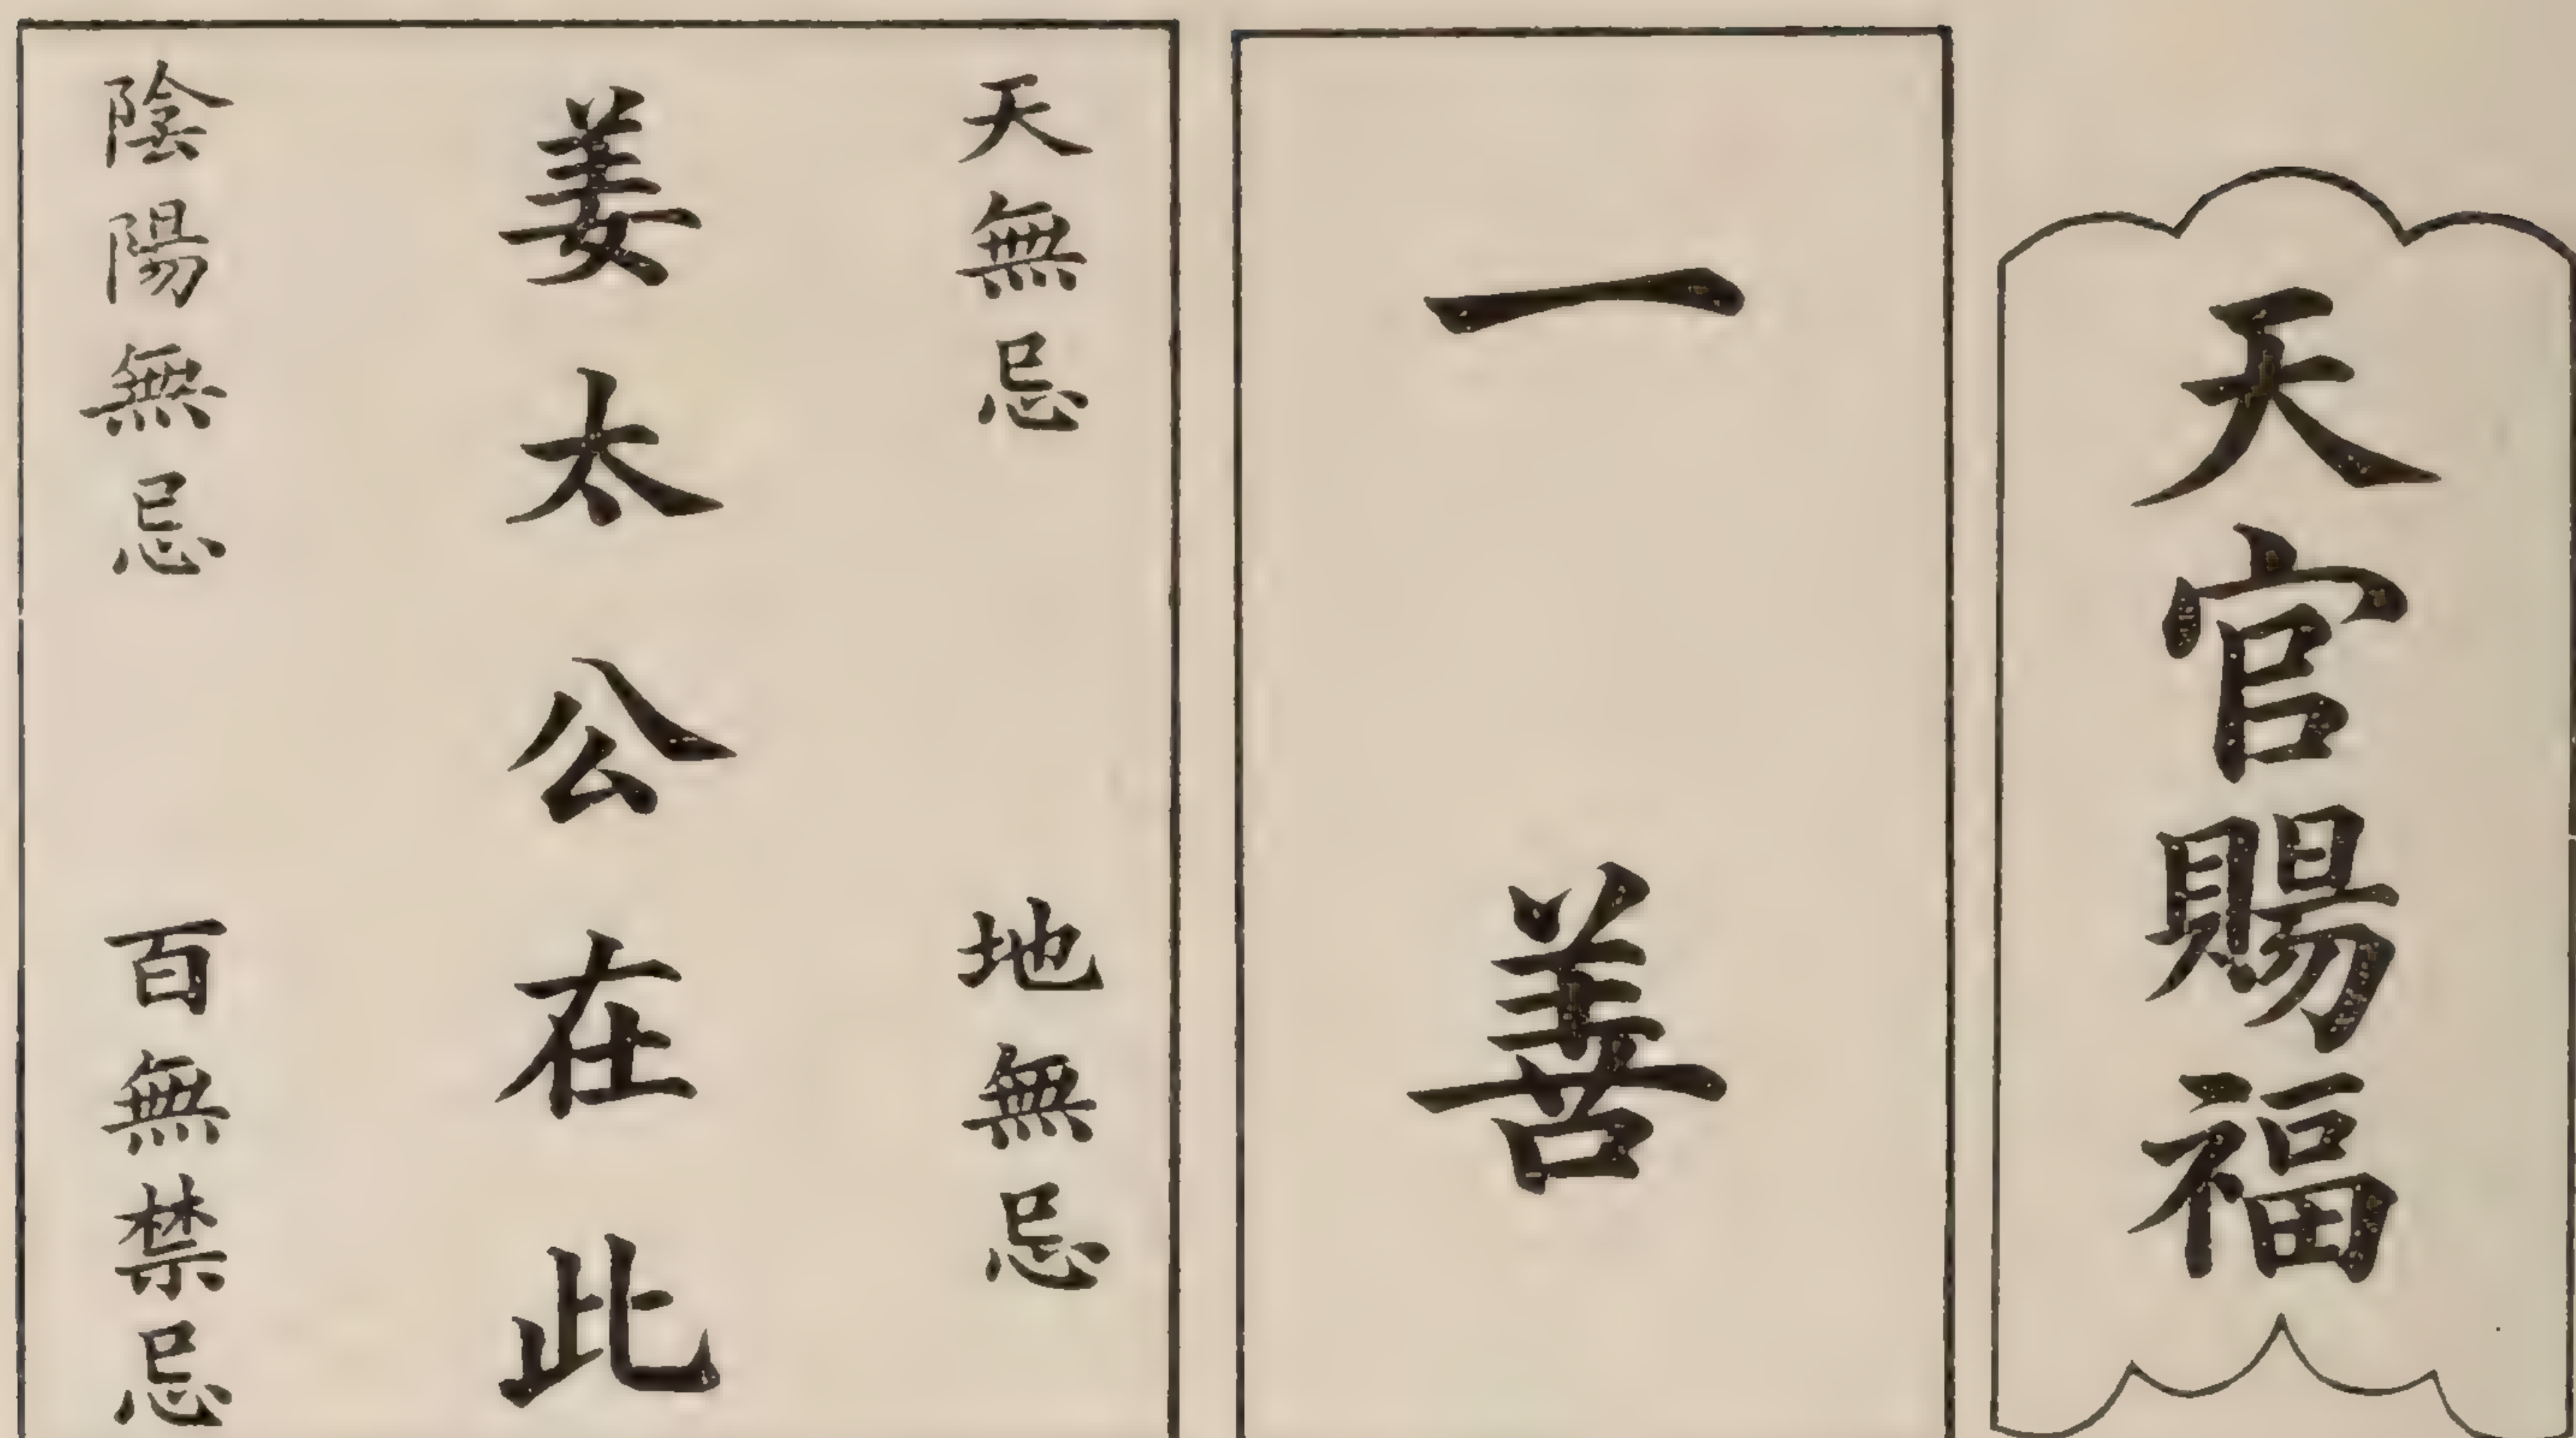 天官賜福
一善
天無忌 地無忌
姜太公在此
陰陽無忌 百無禁忌